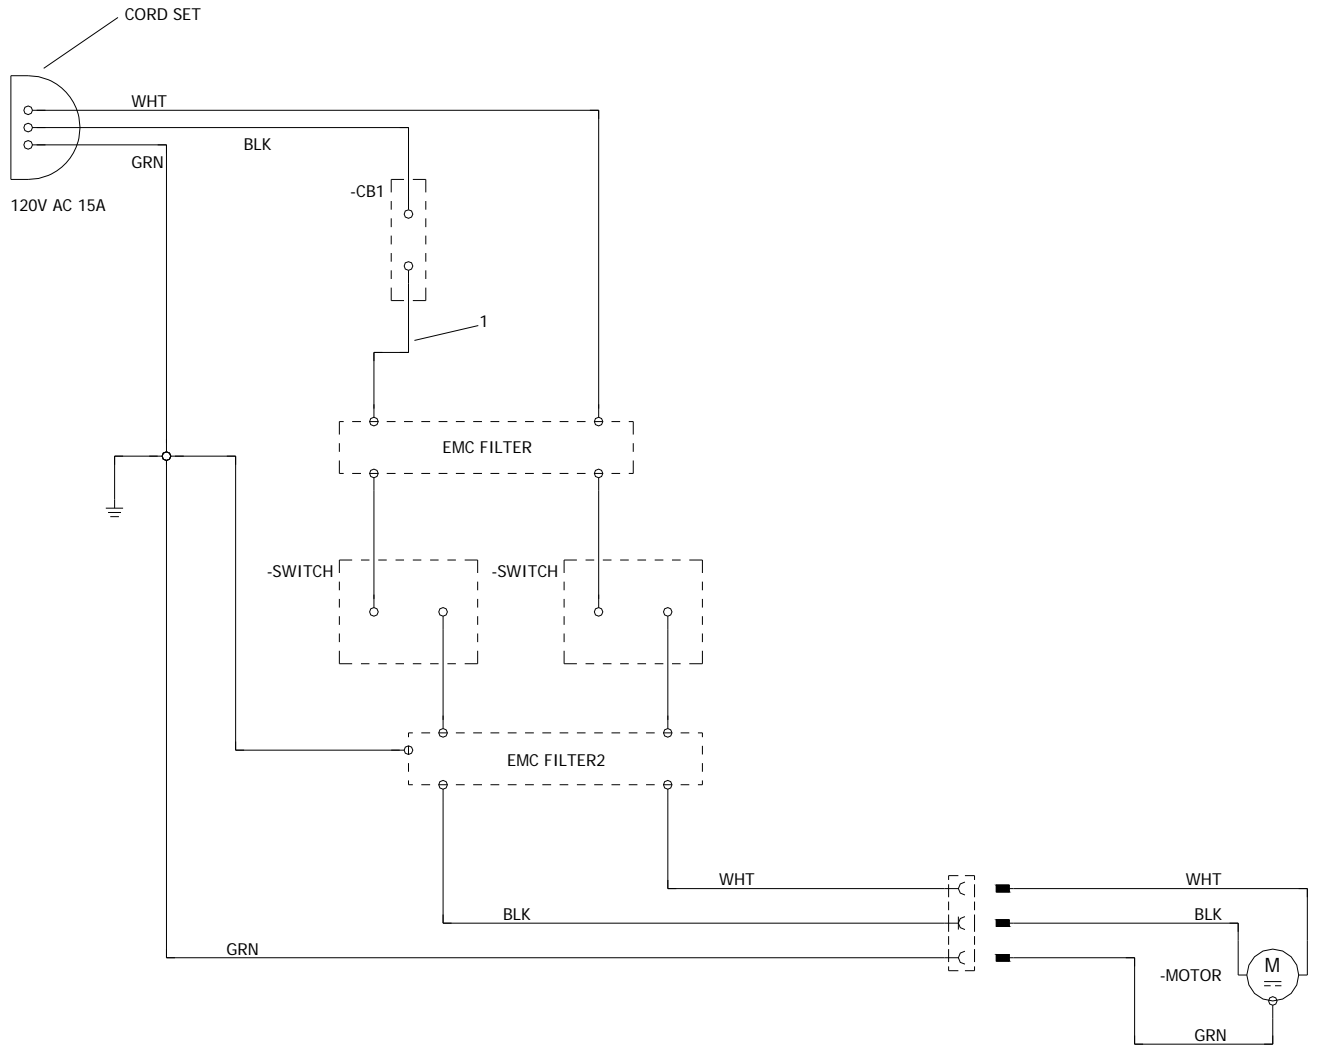 CORD SET
WHT
BLK
GRN
-CB1
120V AC 15A
1
EMC FILTER
-SWITCH
-SWITCH
EMC FILTER2
WHT
WHT
BLK
BLK
GRN
M
-MOTOR
GRN